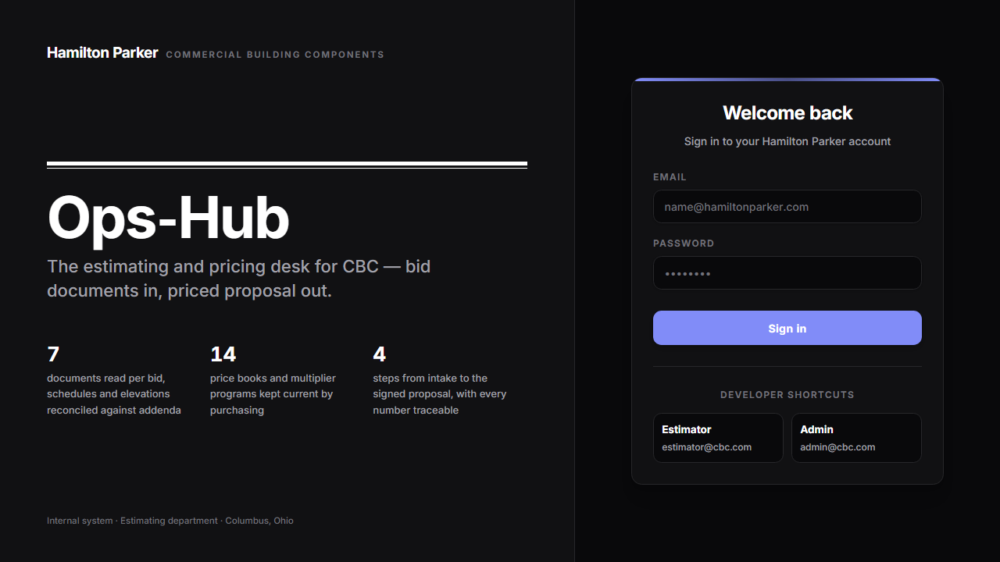 Hamilton Parker COMMERCIAL BUILDING COMPONENTS
Ops-Hub
The estimating and pricing desk for CBC — bid
documents in, priced proposal out.
7
documents read per bid,
schedules and elevations
reconciled against addenda
14
price books and multiplier
programs kept current by
purchasing
4
steps from intake to the
signed proposal, with every
number traceable
Internal system · Estimating department · Columbus, Ohio
Welcome back
Sign in to your Hamilton Parker account
EMAIL
name@hamiltonparker.com
PASSWORD
••••••••
Sign in
DEVELOPER SHORTCUTS
Estimator
estimator@cbc.com
Admin
admin@cbc.com